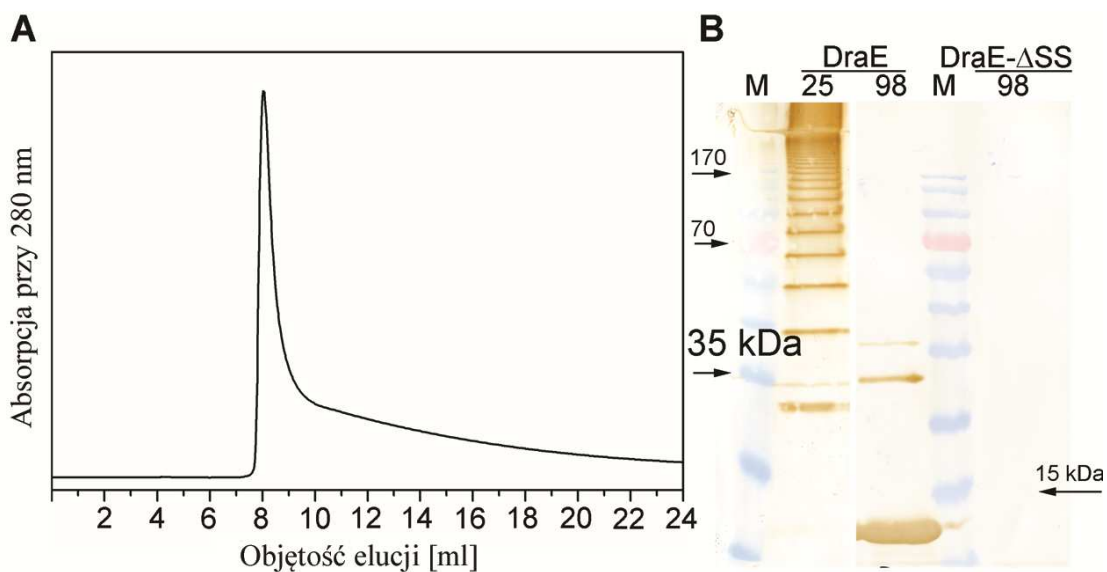 A
Absorpcja przy 280 nm
2 4 6 8 10 12 14 16 18 20 22 24
Objętość elucji [ml]
B
DraE DraE-ΔSS
M 25 98 M 98
170
70
35 kDa
15 kDa